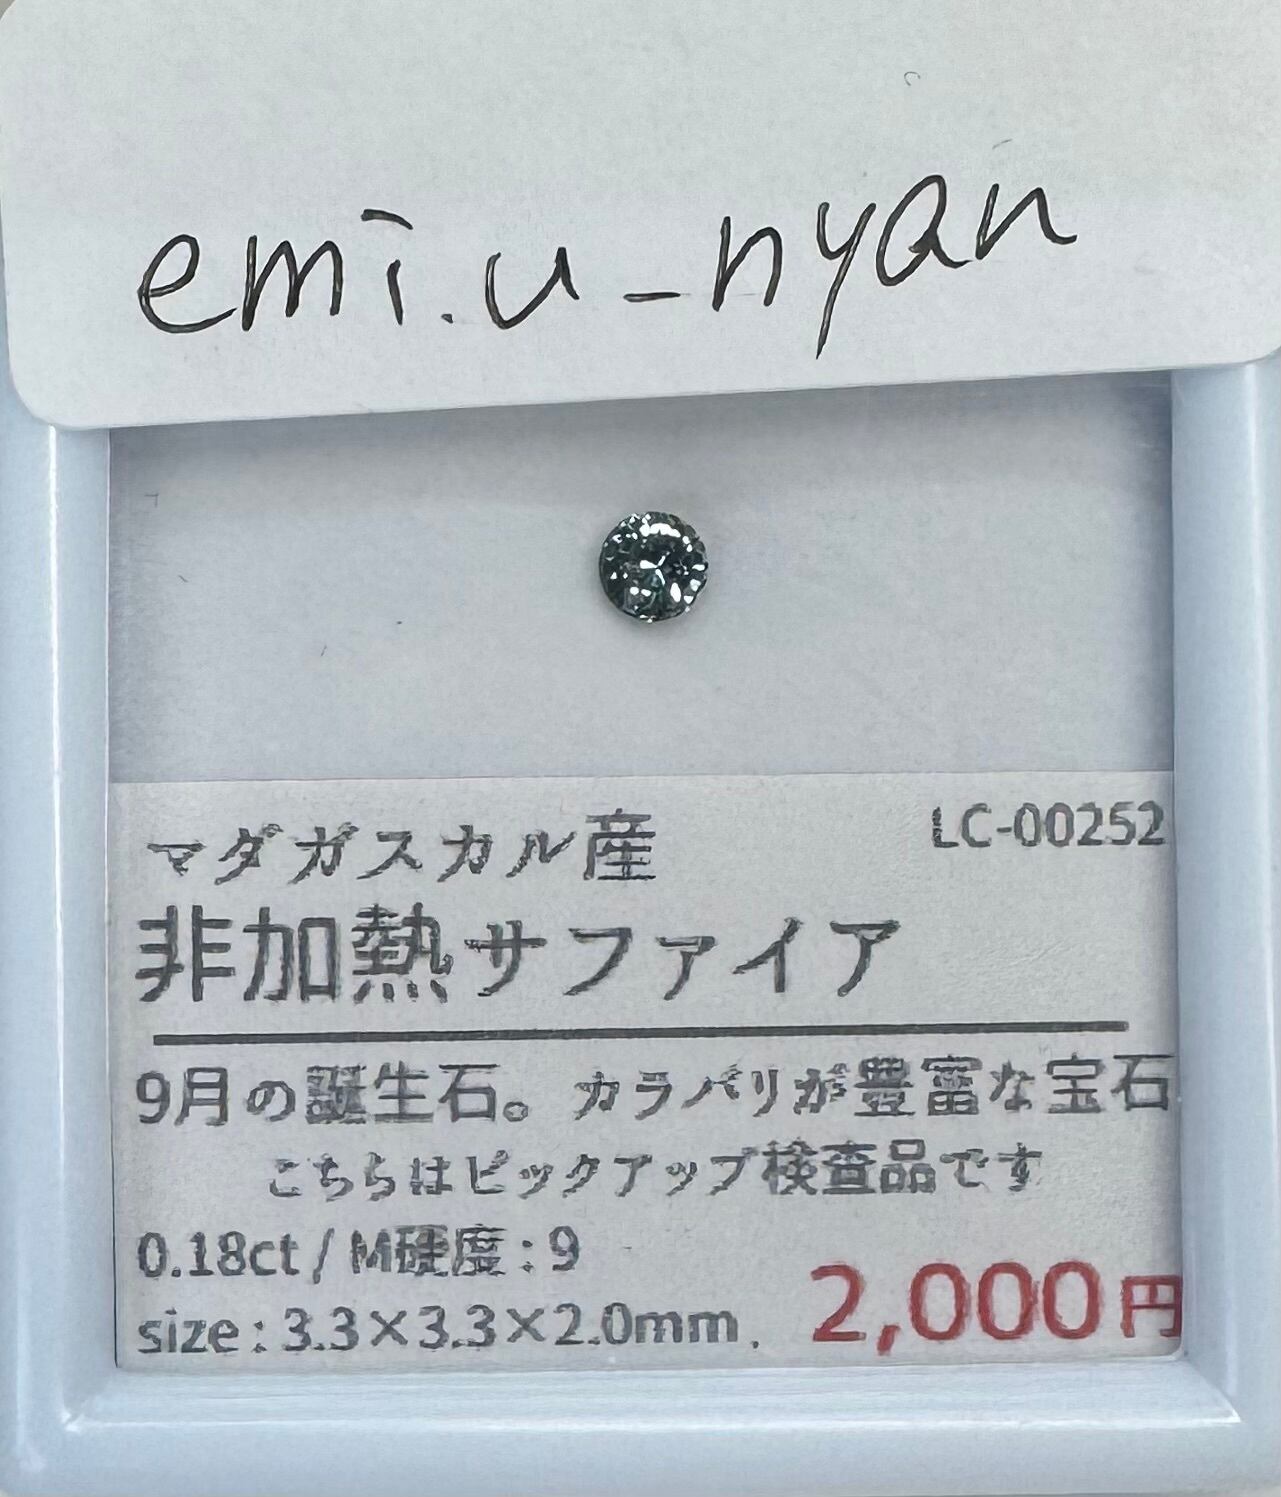 emi.u_nyan
LC-00252
マダガスカル産
非加熱サファイア
9月の誕生石。カラバリが豊富な宝石
こちらはピックアップ検査品です
0.18ct / M硬度 : 9
size : 3.3×3.3×2.0mm.
2,000円